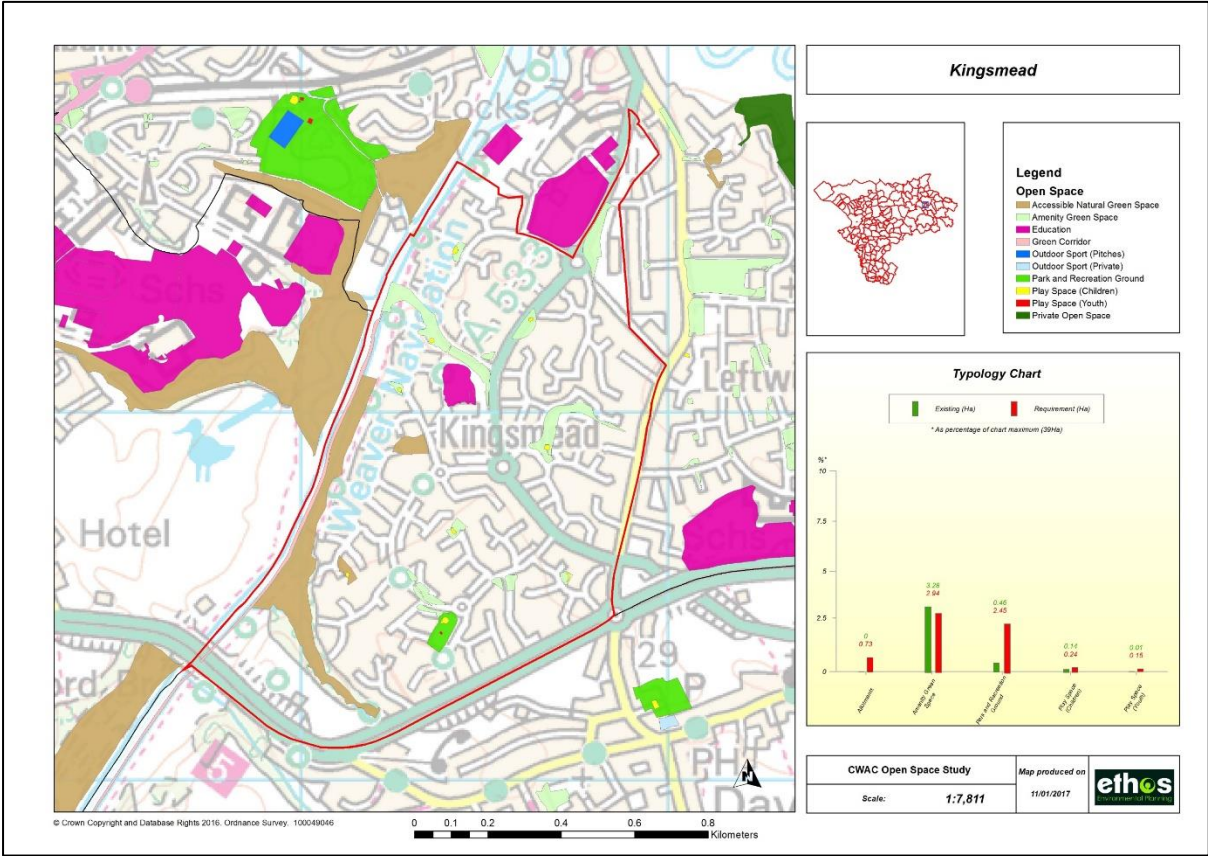 Kingsmead
Legend
Open Space
Accessible Natural Green Space
Amenity Green Space
Education
Green Corridor
Outdoor Sport (Pitches)
Outdoor Sport (Private)
Park and Recreation Ground
Play Space (Children)
Play Space (Youth)
Private Open Space
Locks
Schs
Weaver Navigation
A 533
Kingsmead
Leftw
Schs
Hotel
29
P
PH
Dav
5
N
Typology Chart
Existing (Ha)
Requirement (Ha)
* As percentage of chart maximum (39Ha)
%*
10
7.5
5
2.5
0
0
0.73
3.28
2.94
0.46
2.45
0.14
0.24
0.01
0.15
Allotment
Amenity Green
Space
Park and Recreation
Ground
Play Space
(Children)
Play Space
(Youth)
CWAC Open Space Study
Scale: 1:7,811
Map produced on
11/01/2017
ethos
Environmental Planning
© Crown Copyright and Database Rights 2016. Ordnance Survey. 100049046
0 0.1 0.2 0.4 0.6 0.8
Kilometers